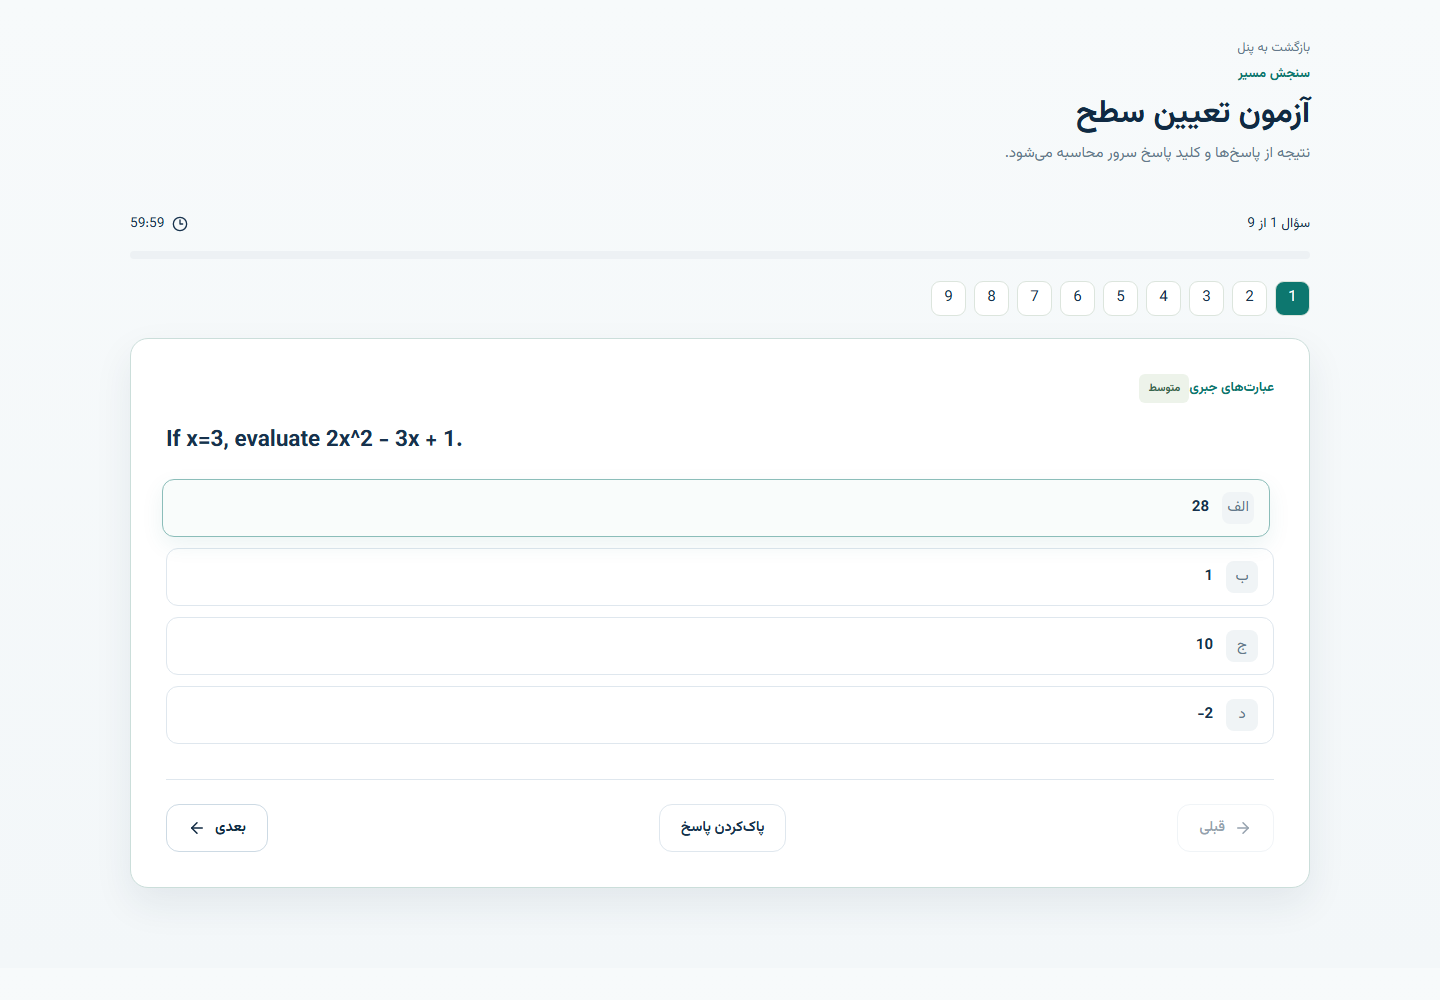 بازگشت به پنل
سنجش مسیر
آزمون تعیین سطح
نتیجه از پاسخ‌ها و کلید پاسخ سرور محاسبه می‌شود.
سؤال 1 از 9
59:59
1 2 3 4 5 6 7 8 9
عبارت‌های جبری متوسط
If x=3, evaluate 2x^2 - 3x + 1.
الف 28
ب 1
ج 10
د -2
قبلی
پاک‌کردن پاسخ
بعدی